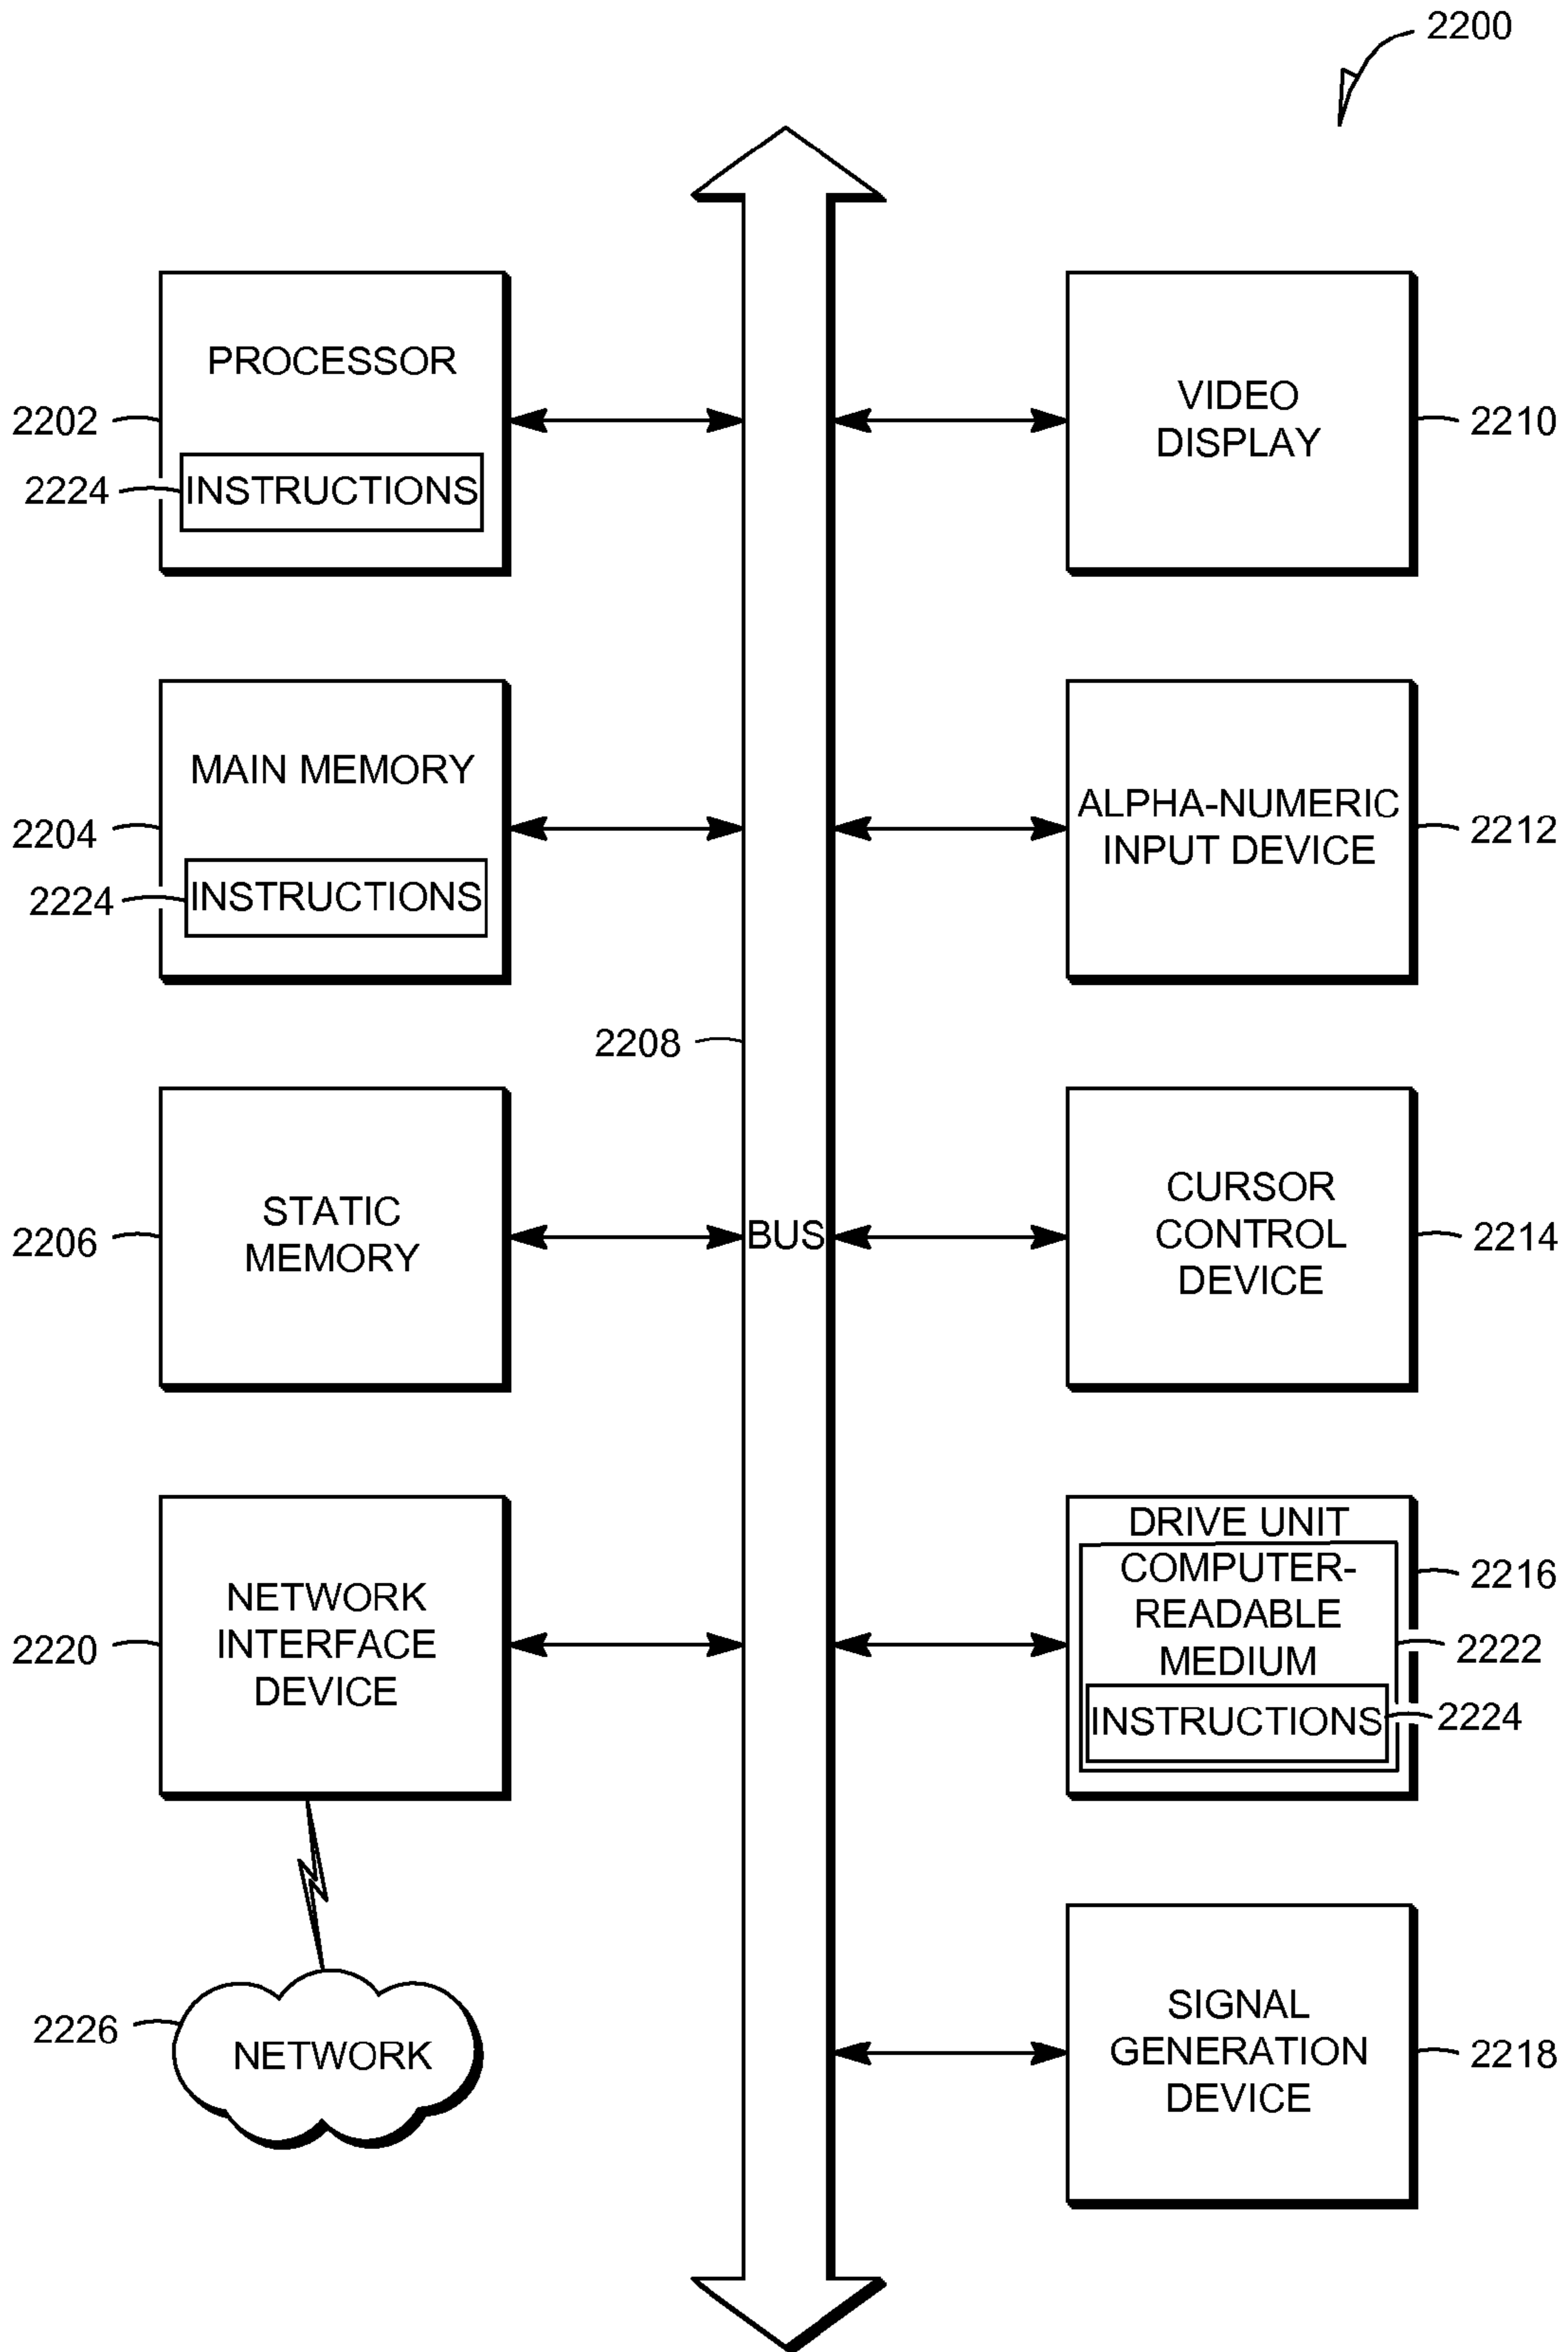 2200
PROCESSOR
2202
2224
INSTRUCTIONS
VIDEO
DISPLAY
2210
MAIN MEMORY
2204
2224
INSTRUCTIONS
ALPHA-NUMERIC
INPUT DEVICE
2212
2208
STATIC
MEMORY
2206
BUS
CURSOR
CONTROL
DEVICE
2214
NETWORK
INTERFACE
DEVICE
2220
DRIVE UNIT
COMPUTER-
READABLE
MEDIUM
INSTRUCTIONS
2216
2222
2224
2226
NETWORK
SIGNAL
GENERATION
DEVICE
2218